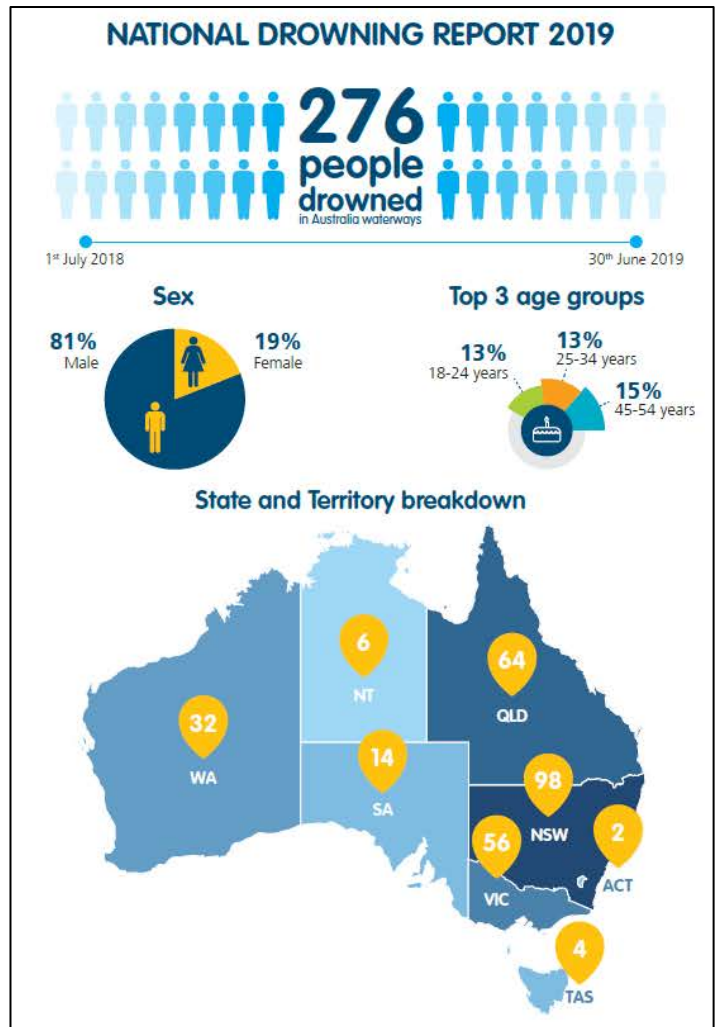 NATIONAL DROWNING REPORT 2019
276
people
drowned
in Australia waterways
1st July 2018
30th June 2019
Sex
81%
Male
19%
Female
Top 3 age groups
13%
18-24 years
13%
25-34 years
15%
45-54 years
State and Territory breakdown
6
NT
64
QLD
32
WA
14
SA
98
NSW
56
VIC
2
ACT
4
TAS